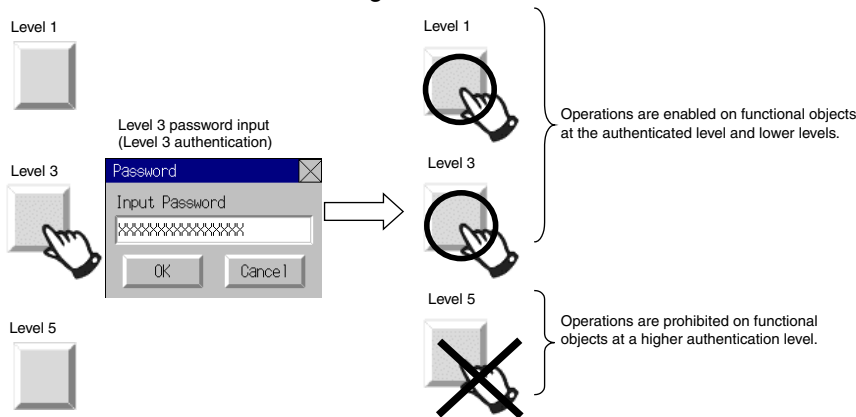 Level 1
Level 3 password input
(Level 3 authentication)
Level 3
Password
Input Password
XXXXXXXXXXXXXX
OK
Cancel
Level 5
Level 1
Operations are enabled on functional objects
at the authenticated level and lower levels.
Level 3
Level 5
Operations are prohibited on functional
objects at a higher authentication level.